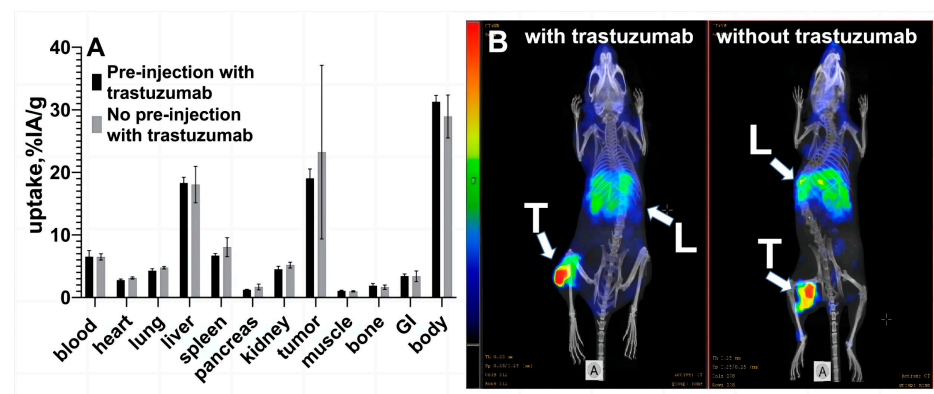 A
40
30
20
10
0
uptake,%IA/g
Pre-injection with
trastuzumab
No pre-injection
with trastuzumab
blood
heart
lung
liver
spleen
pancreas
kidney
tumor
muscle
bone
GI
body
B
with trastuzumab
without trastuzumab
L
T
L
T
A
A